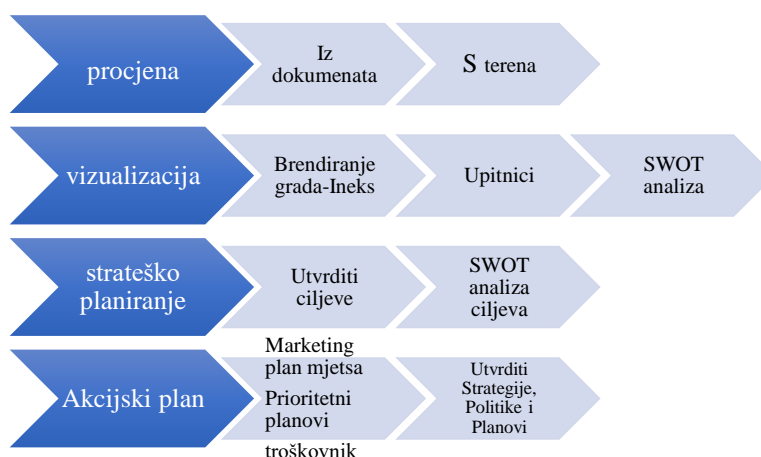 procjena
Iz
dokumenata
S terena
vizualizacija
Brendiranje
grada-Ineks
Upitnici
SWOT
analiza
strateško
planiranje
Utvrditi
ciljeve
SWOT
analiza
ciljeva
Akcijski plan
Marketing
plan mjetsa
Prioritetni
planovi
troškovnik
Utvrditi
Strategije,
Politike i
Planovi